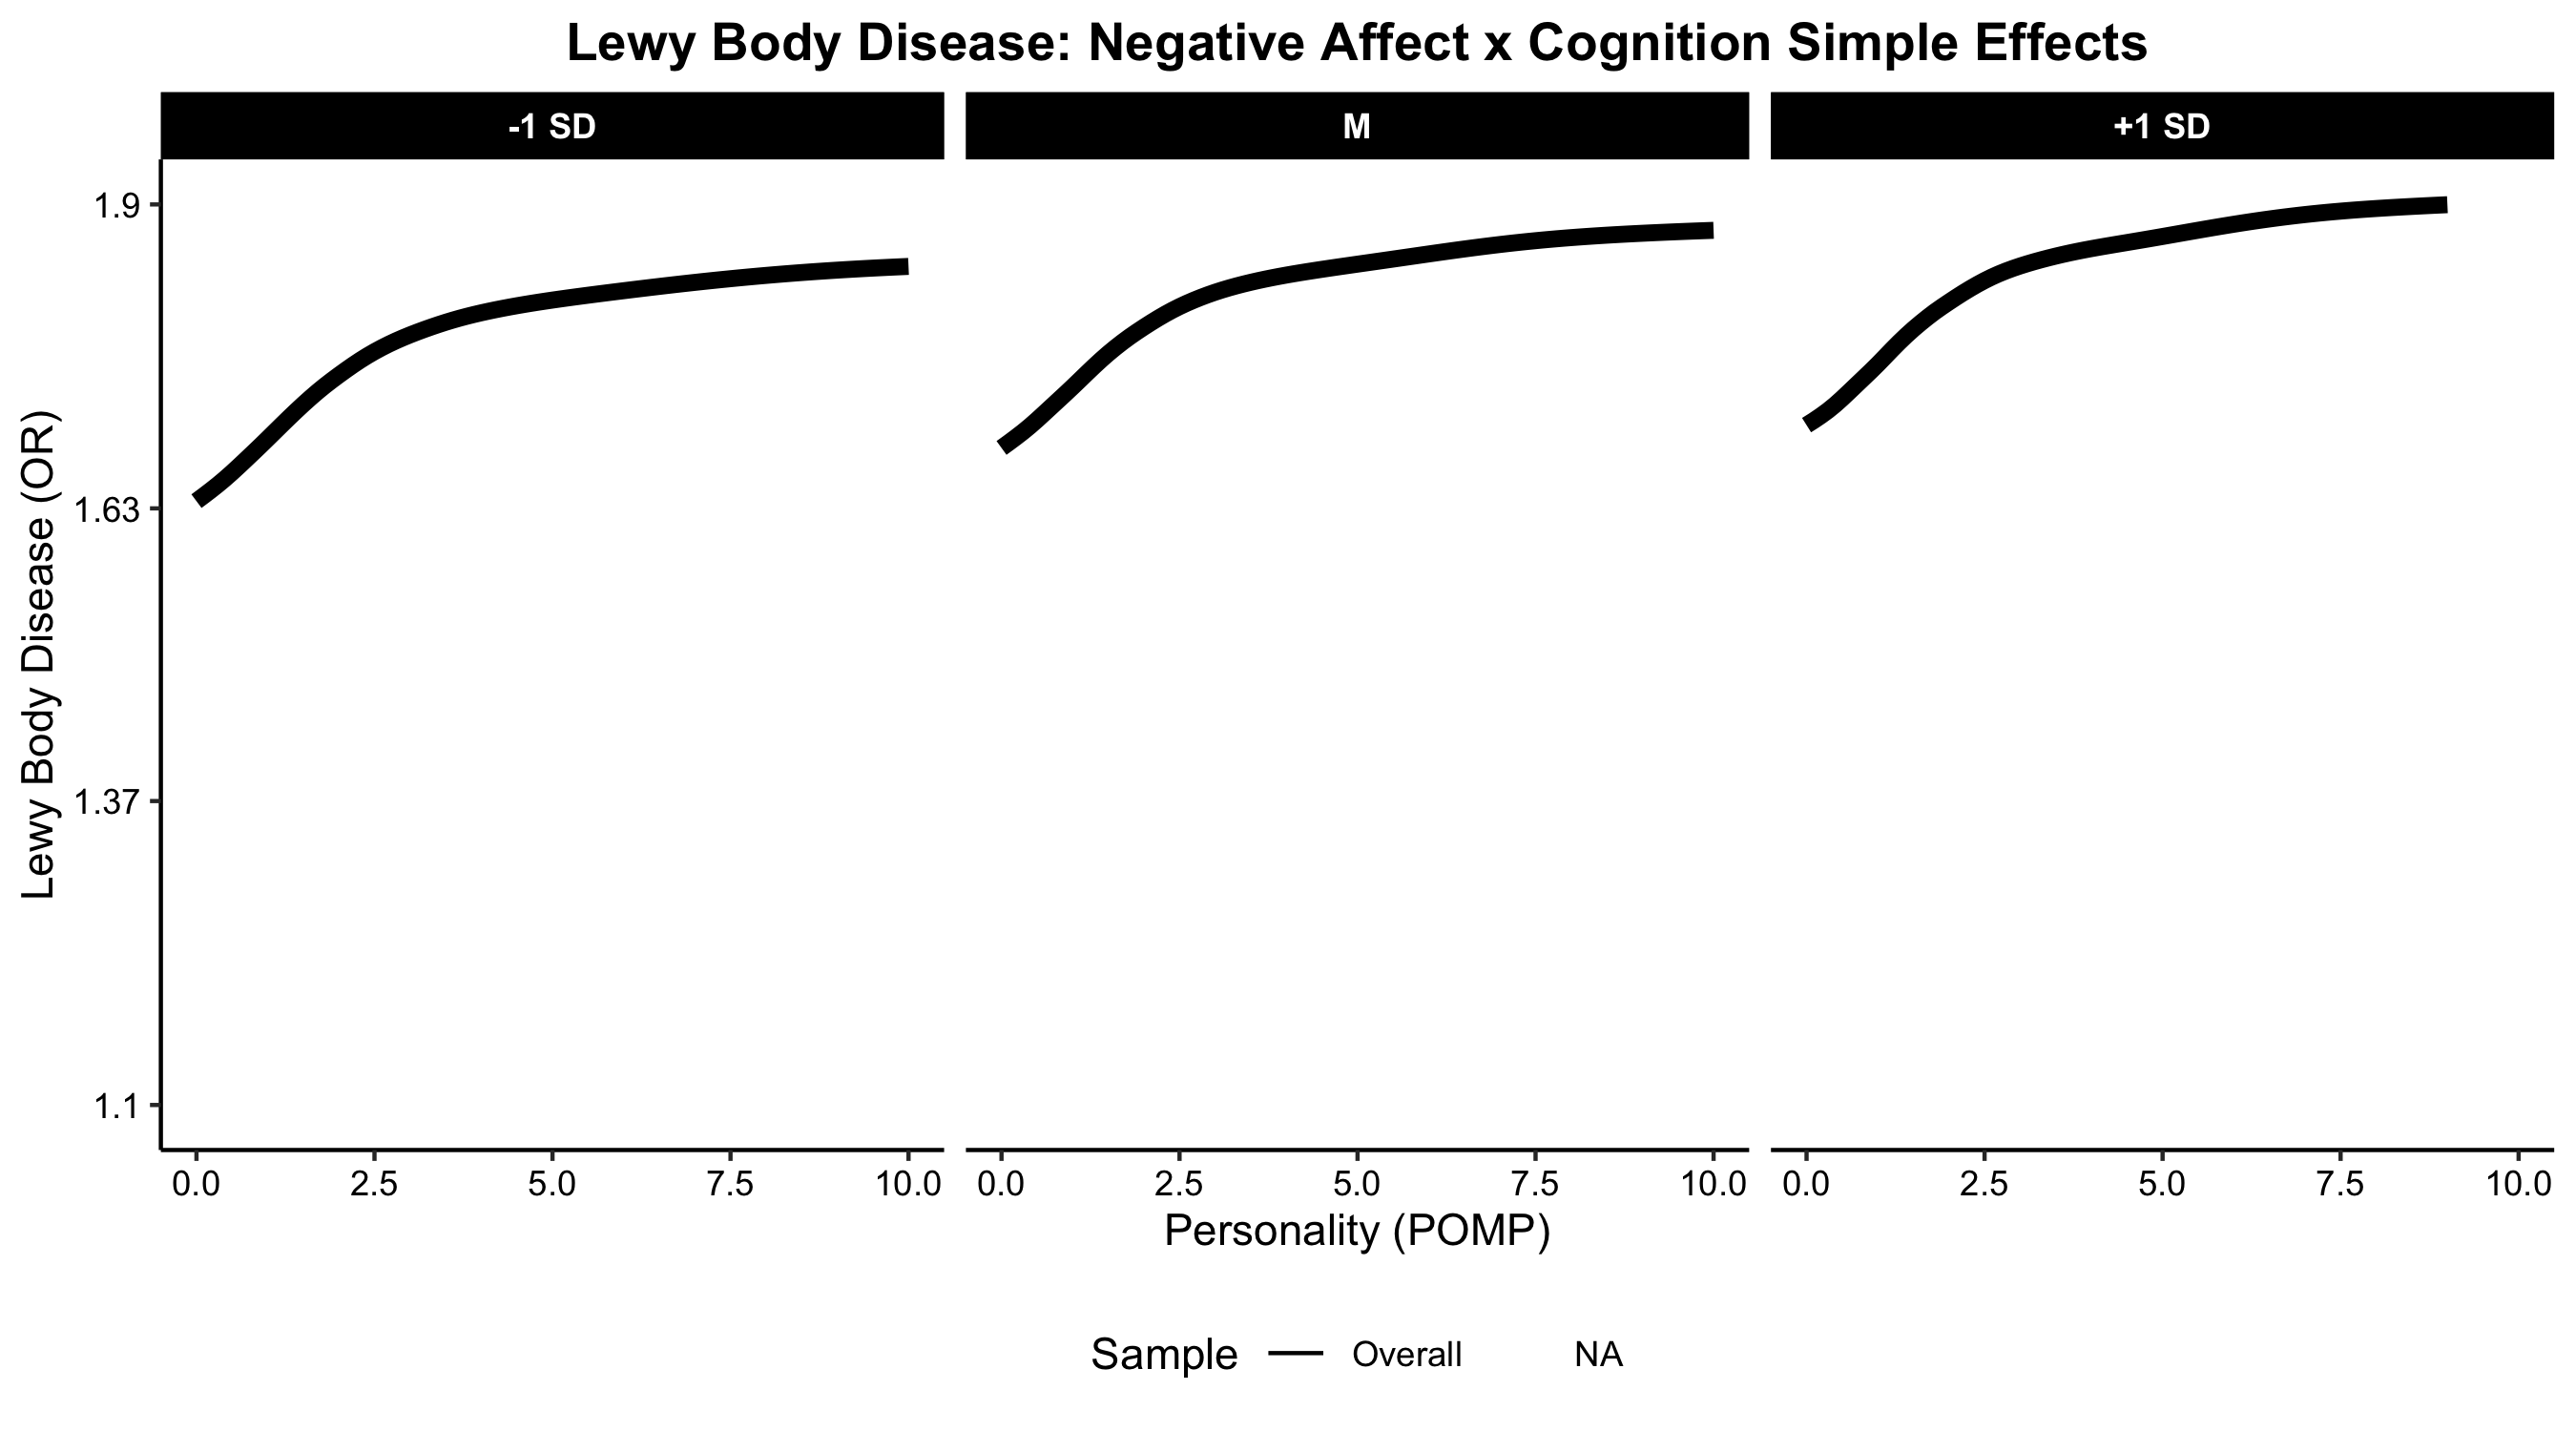 Lewy Body Disease: Negative Affect x Cognition Simple Effects
-1 SD M +1 SD
Lewy Body Disease (OR)
1.9
1.63
1.37
1.1
0.0 2.5 5.0 7.5 10.0 0.0 2.5 5.0 7.5 10.0 0.0 2.5 5.0 7.5 10.0
Personality (POMP)
Sample Overall NA